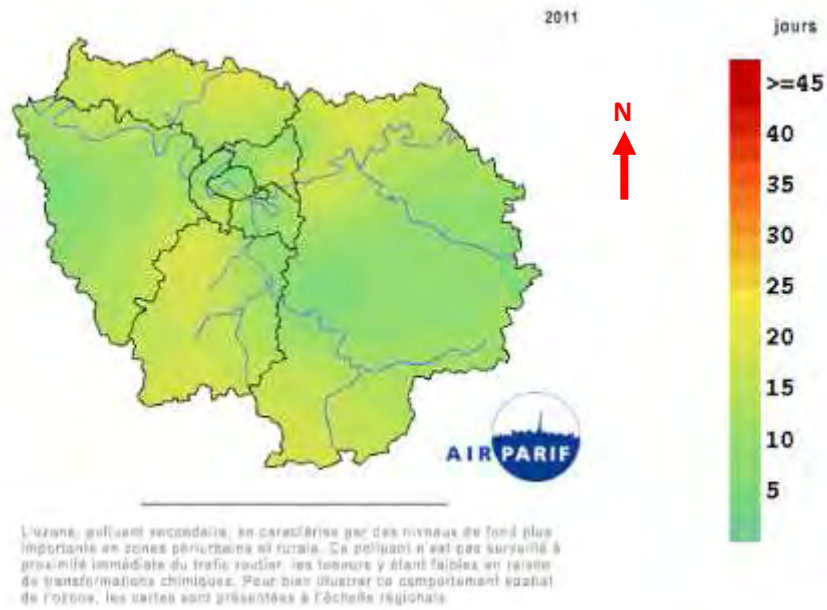 2011
jours
>=45
40
35
30
25
20
15
10
5
N
AIRPARIF
L'ozone, polluant secondaire, se caractérise par des niveaux de fond plus
importants en zones périurbaine et rurale. Ce polluant n'est pas surveillé à
proximité immédiate du trafic routier, les teneurs y étant faibles en raison
de transformations chimiques. Pour bien illustrer ce comportement spatial
de l'ozone, les cartes sont présentées à l'échelle régionale